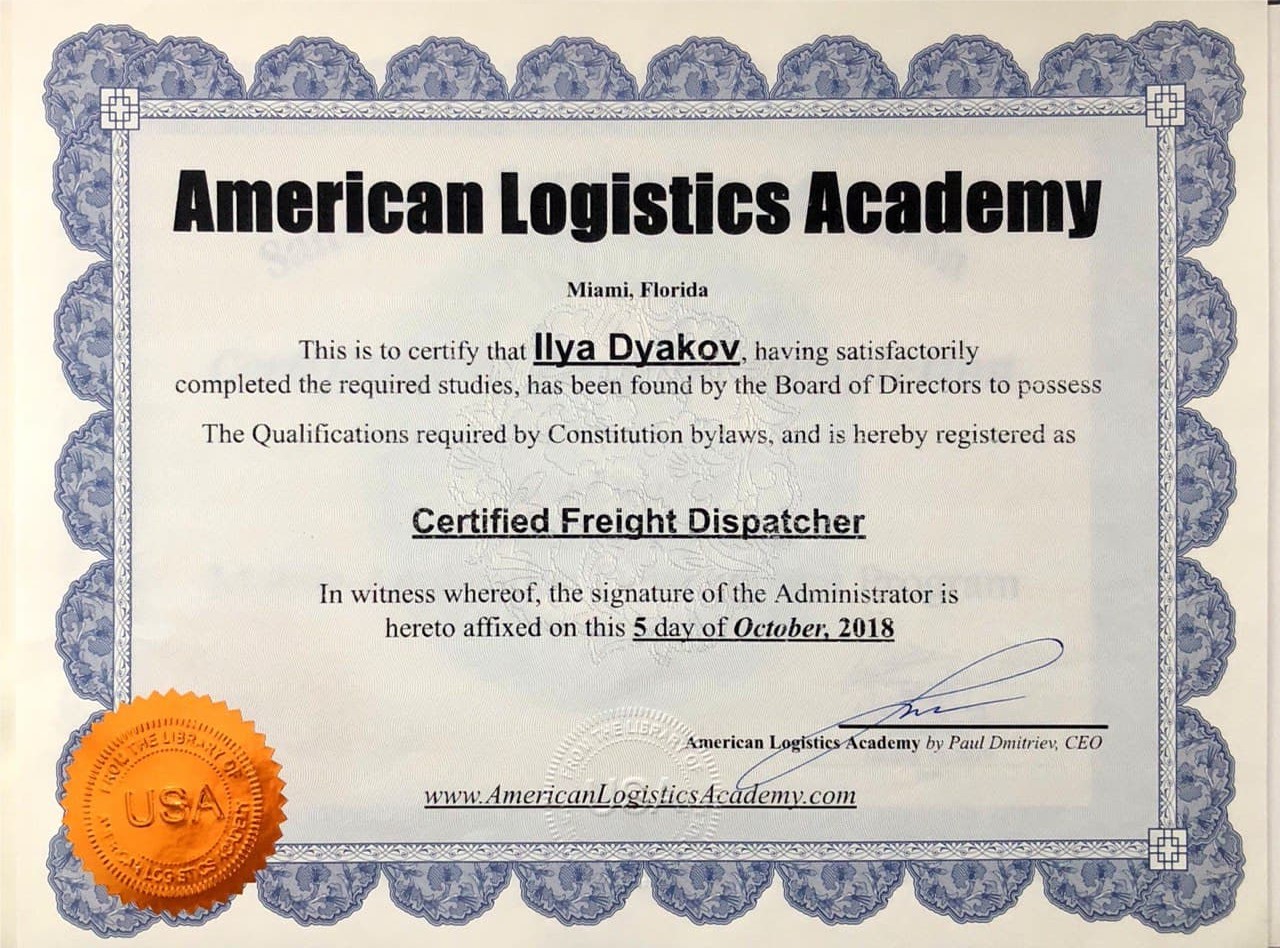 American Logistics Academy
Miami, Florida
This is to certify that Ilya Dyakov, having satisfactorily
completed the required studies, has been found by the Board of Directors to possess
The Qualifications required by Constitution bylaws, and is hereby registered as
Certified Freight Dispatcher
In witness whereof, the signature of the Administrator is
hereto affixed on this 5 day of October, 2018
American Logistics Academy by Paul Dmitriev, CEO
www.AmericanLogisticsAcademy.com
FROM THE LIBRARY OF
USA
AMERICAN LOGISTICS ACADEMY
FROM THE LIBRARY OF
USA